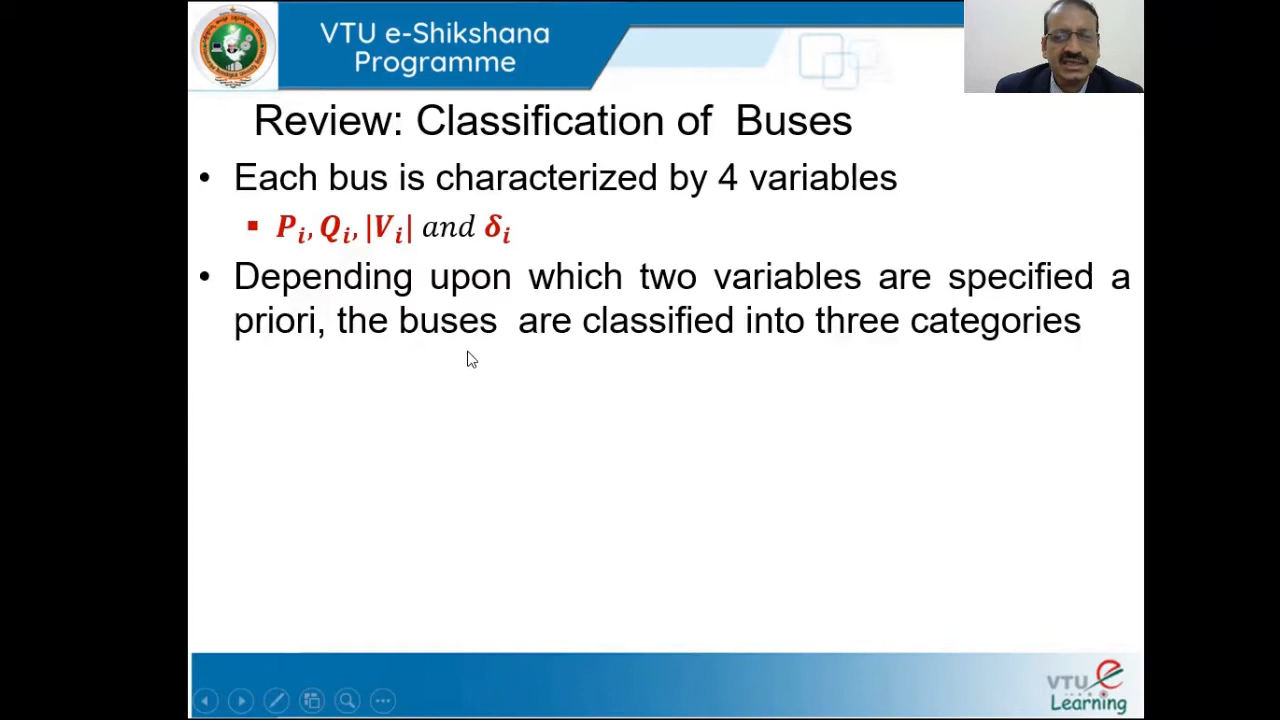 VTU e-Shikshana
Programme
Review: Classification of Buses
• Each bus is characterized by 4 variables
▪ P_i, Q_i, |V_i| and δ_i
• Depending upon which two variables are specified a
priori, the buses are classified into three categories
VTU e
Learning